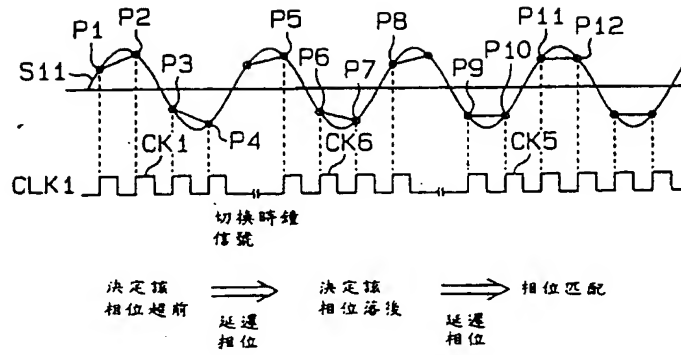 P1 P2 P5 P8 P11 P12
S11 P3 P6 P7 P9 P10
P4
CK1 CK6 CK5
CLK1
切換時鐘
信號
決定該
相位超前
延遲
相位
決定該
相位落後
延遲
相位
相位匹配